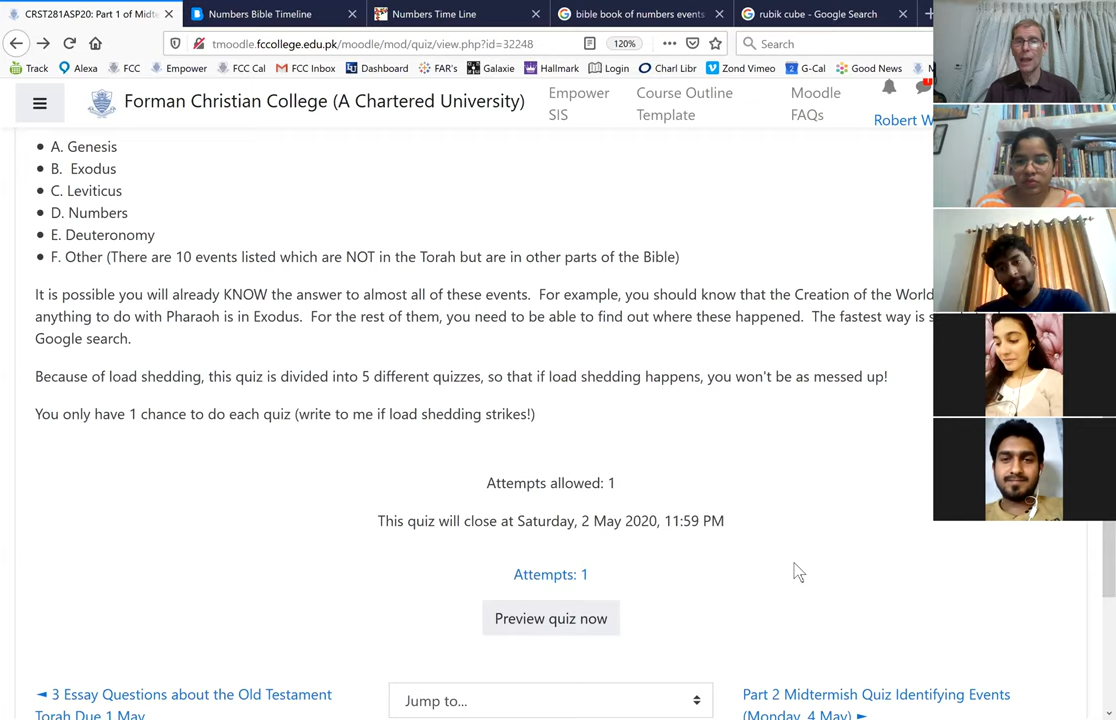 CRST281ASP20: Part 1 of Midte
Numbers Bible Timeline
Numbers Time Line
bible book of numbers events
rubik cube - Google Search
tmoodle.fccollege.edu.pk/moodle/mod/quiz/view.php?id=32248
120%
Search
Track
Alexa
FCC
Empower
FCC Cal
FCC Inbox
Dashboard
FAR's
Galaxie
Hallmark
Login
Charl Libr
Zond Vimeo
G-Cal
Good News
Forman Christian College (A Chartered University)
Empower SIS
Course Outline Template
Moodle FAQs
Robert W
• A. Genesis
• B. Exodus
• C. Leviticus
• D. Numbers
• E. Deuteronomy
• F. Other (There are 10 events listed which are NOT in the Torah but are in other parts of the Bible)
It is possible you will already KNOW the answer to almost all of these events. For example, you should know that the Creation of the World
anything to do with Pharaoh is in Exodus. For the rest of them, you need to be able to find out where these happened. The fastest way is s
Google search.
Because of load shedding, this quiz is divided into 5 different quizzes, so that if load shedding happens, you won't be as messed up!
You only have 1 chance to do each quiz (write to me if load shedding strikes!)
Attempts allowed: 1
This quiz will close at Saturday, 2 May 2020, 11:59 PM
Attempts: 1
Preview quiz now
◄ 3 Essay Questions about the Old Testament
Torah Due 1 May
Jump to...
Part 2 Midtermish Quiz Identifying Events
(Monday, 4 May) ►